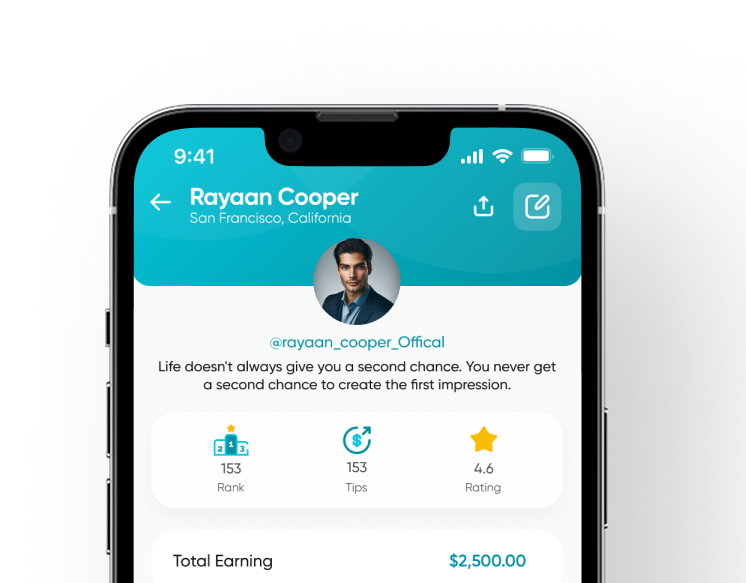 9:41
Rayaan Cooper
San Francisco, California
@rayaan_cooper_Offical
Life doesn't always give you a second chance. You never get
a second chance to create the first impression.
2 1 3
$
153 153 4.6
Rank Tips Rating
Total Earning $2,500.00